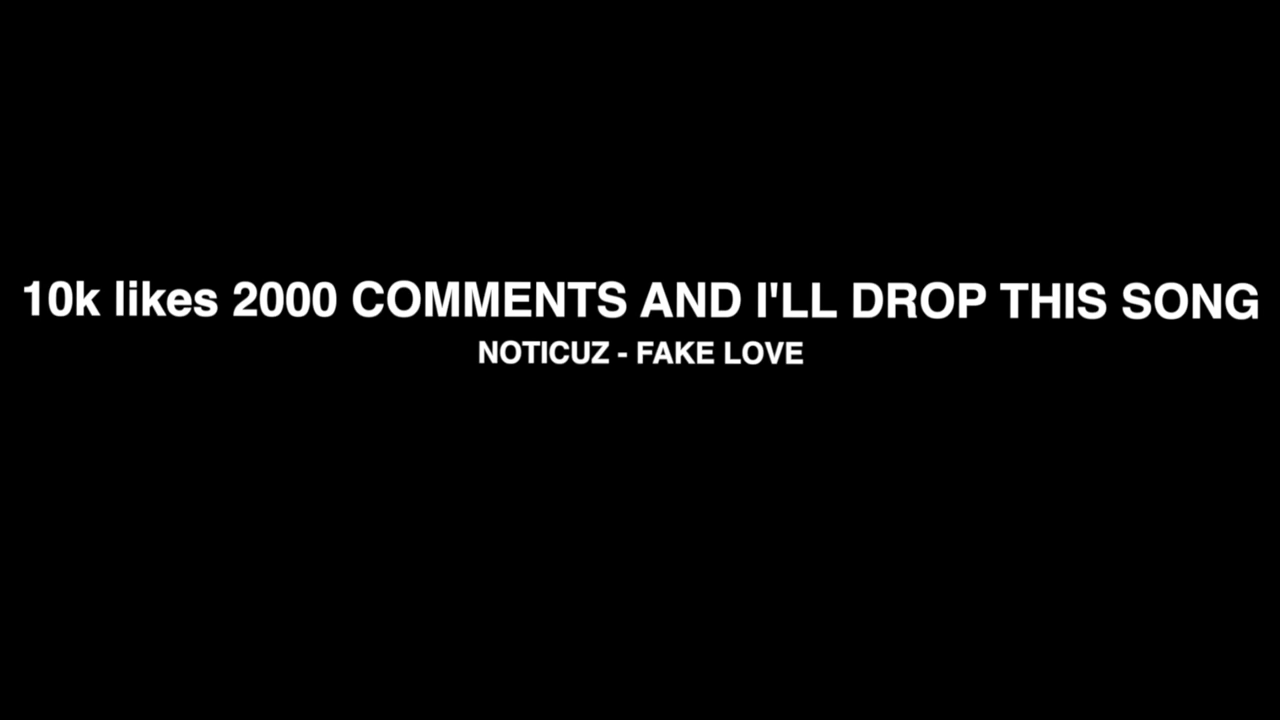 10k likes 2000 COMMENTS AND I'LL DROP THIS SONG
NOTICUZ - FAKE LOVE